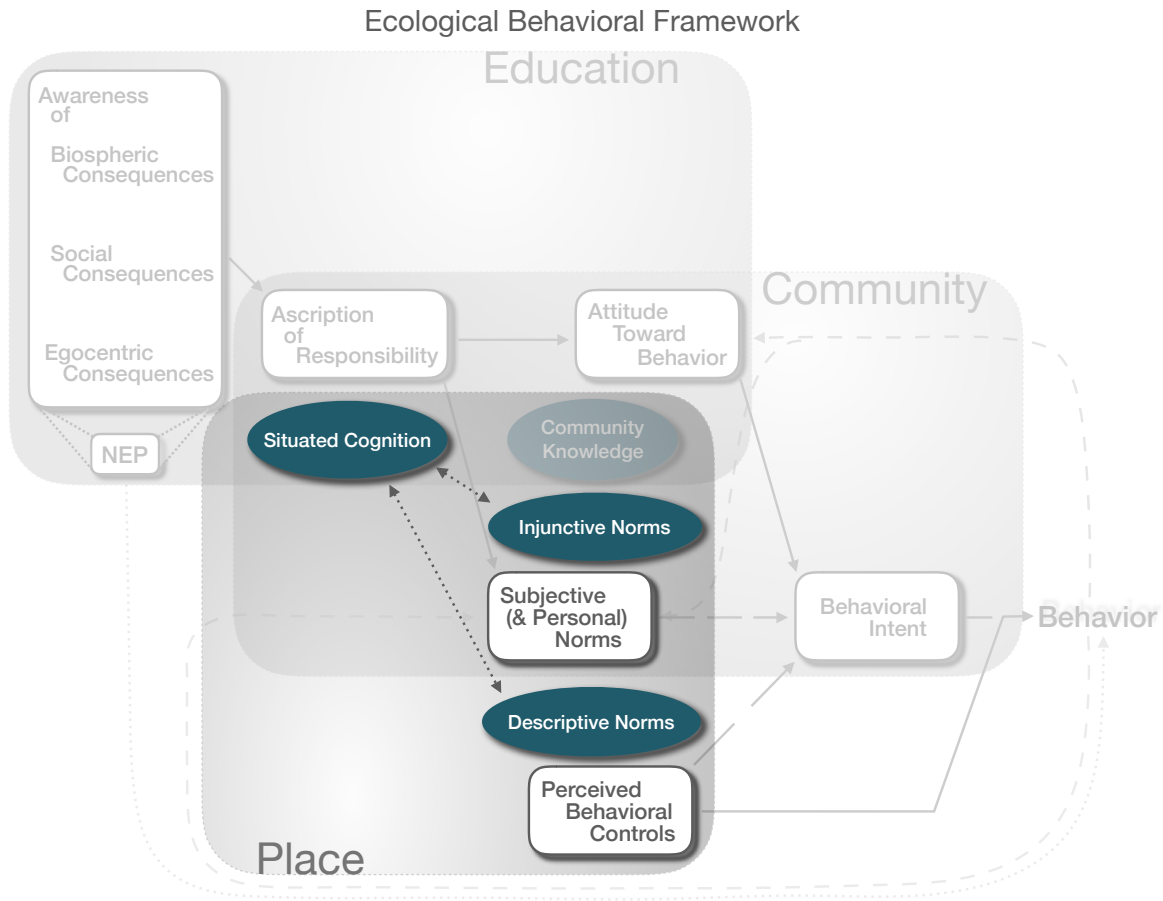 Ecological Behavioral Framework
Education
Awareness
of
Biospheric
Consequences
Social
Consequences
Egocentric
Consequences
NEP
Community
Ascription
of
Responsibility
Attitude
Toward
Behavior
Situated Cognition
Community
Knowledge
Injunctive Norms
Subjective
(& Personal)
Norms
Behavioral
Intent
Behavior
Descriptive Norms
Perceived
Behavioral
Controls
Place